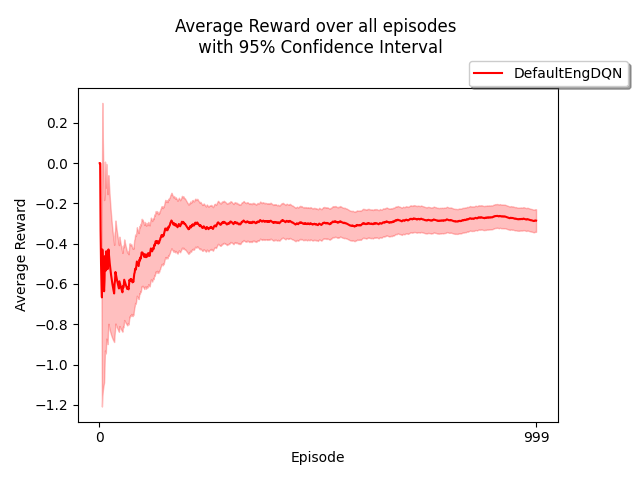 Average Reward over all episodes
with 95% Confidence Interval
DefaultEngDQN
0.2
0.0
−0.2
−0.4
−0.6
−0.8
−1.0
−1.2
Average Reward
0
999
Episode